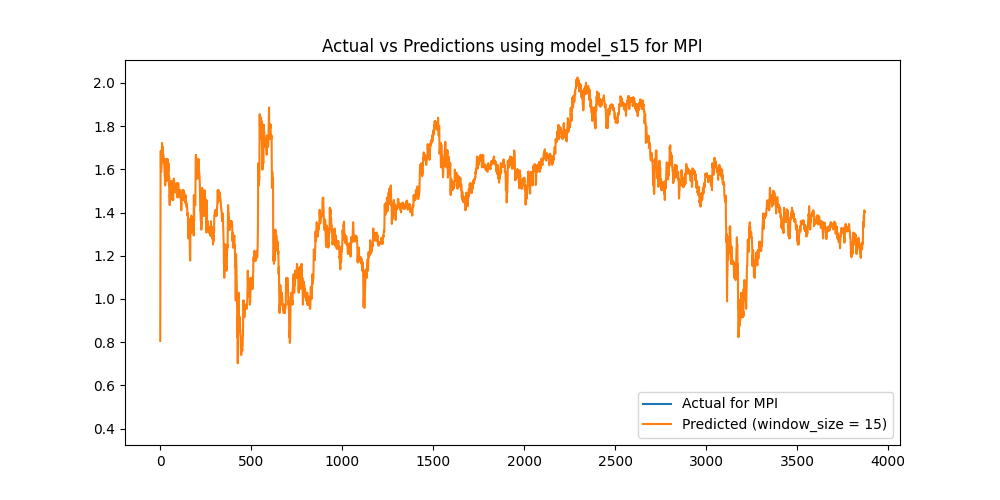 Actual vs Predictions using model_s15 for MPI
2.0
1.8
1.6
1.4
1.2
1.0
0.8
0.6
0.4
Actual for MPI
Predicted (window_size = 15)
0 500 1000 1500 2000 2500 3000 3500 4000